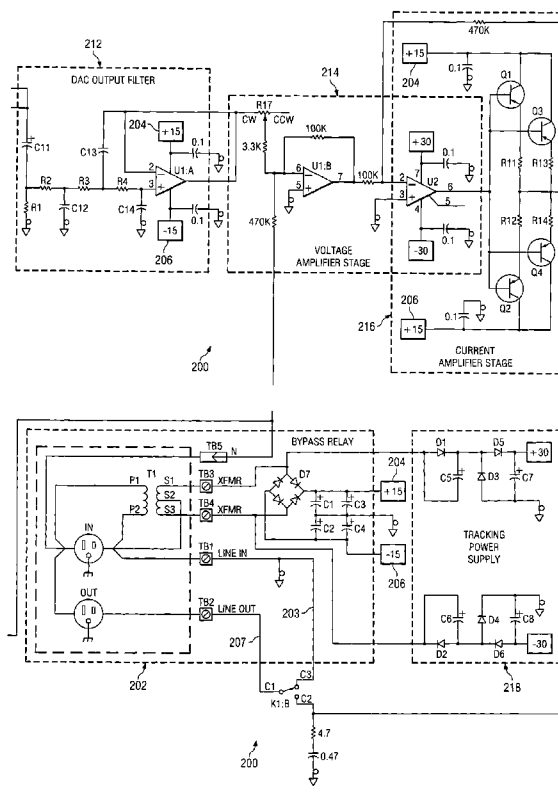 212
DAC OUTPUT FILTER
C11
C13
204
+15
0.1
2
3
U1:A
R1
R2
C12
R3
R4
C14
0.1
-15
206
R17
CW
CCW
3.3K
470K
214
100K
6
5
U1:B
7
100K
+30
0.1
2
7
U2
3
4
6
5
0.1
-30
VOLTAGE
AMPLIFIER STAGE
470K
+15
204
0.1
Q1
Q3
R11
R13
R12
R14
Q4
Q2
206
+15
0.1
216
CURRENT
AMPLIFIER STAGE
200
BYPASS RELAY
TB5
N
T1
P1
P2
S1
S2
S3
TB3
XFMR
TB4
XFMR
TB1
LINE IN
TB2
LINE OUT
IN
OUT
D7
C1
C3
C2
C4
204
+15
-15
206
203
207
202
C1
C3
C2
K1:B
4.7
0.47
200
D1
D5
C5
D3
C7
+30
TRACKING
POWER
SUPPLY
C6
D4
C8
-30
D2
D6
218